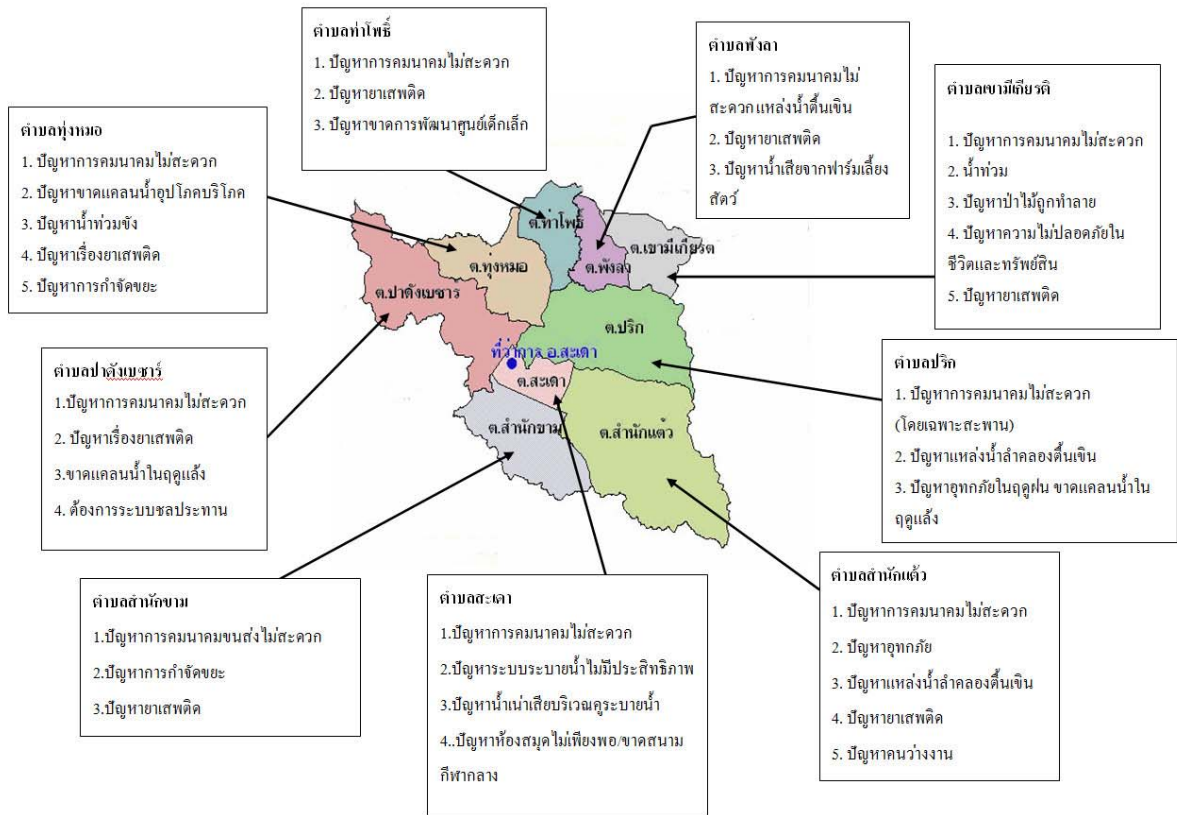 ตำบลท่าโพธิ์
1. ปัญหาการคมนาคมไม่สะดวก
2. ปัญหายาเสพติด
3. ปัญหาขาดการพัฒนาศูนย์เด็กเล็ก
ตำบลพังลา
1. ปัญหาการคมนาคมไม่
สะดวก แหล่งน้ำตื้นเขิน
2. ปัญหายาเสพติด
3. ปัญหาน้ำเสียจากฟาร์มเลี้ยง
สัตว์
ตำบลเขามีเกียรติ
1. ปัญหาการคมนาคมไม่สะดวก
2. น้ำท่วม
3. ปัญหาป่าไม้ถูกทำลาย
4. ปัญหาความไม่ปลอดภัยใน
ชีวิตและทรัพย์สิน
5. ปัญหายาเสพติด
ตำบลทุ่งหมอ
1. ปัญหาการคมนาคมไม่สะดวก
2. ปัญหาขาดแคลนน้ำอุปโภคบริโภค
3. ปัญหาน้ำท่วมขัง
4. ปัญหาเรื่องยาเสพติด
5. ปัญหาการกำจัดขยะ
ต.ท่าโพธิ์
ต.พังลา
ต.เขามีเกียรติ
ต.ทุ่งหมอ
ต.ปาดังเบซาร์
ต.ปริก
ที่ว่าการ อ.สะเดา
ต.สะเดา
ต.สำนักขาม
ต.สำนักแต้ว
ตำบลปาดังเบซาร์
1.ปัญหาการคมนาคมไม่สะดวก
2. ปัญหาเรื่องยาเสพติด
3.ขาดแคลนน้ำในฤดูแล้ง
4. ต้องการระบบชลประทาน
ตำบลปริก
1. ปัญหาการคมนาคมไม่สะดวก
(โดยเฉพาะสะพาน)
2. ปัญหาแหล่งน้ำลำคลองตื้นเขิน
3. ปัญหาอุทกภัยในฤดูฝน ขาดแคลนน้ำใน
ฤดูแล้ง
ตำบลสำนักขาม
1.ปัญหาการคมนาคมขนส่งไม่สะดวก
2.ปัญหาการกำจัดขยะ
3.ปัญหายาเสพติด
ตำบลสะเดา
1.ปัญหาการคมนาคมไม่สะดวก
2.ปัญหาระบบระบายน้ำไม่มีประสิทธิภาพ
3.ปัญหาน้ำเน่าเสียบริเวณคูระบายน้ำ
4..ปัญหาห้องสมุดไม่เพียงพอ/ขาดสนาม
กีฬากลาง
ตำบลสำนักแต้ว
1. ปัญหาการคมนาคมไม่สะดวก
2. ปัญหาอุทกภัย
3. ปัญหาแหล่งน้ำลำคลองตื้นเขิน
4. ปัญหายาเสพติด
5. ปัญหาคนว่างงาน